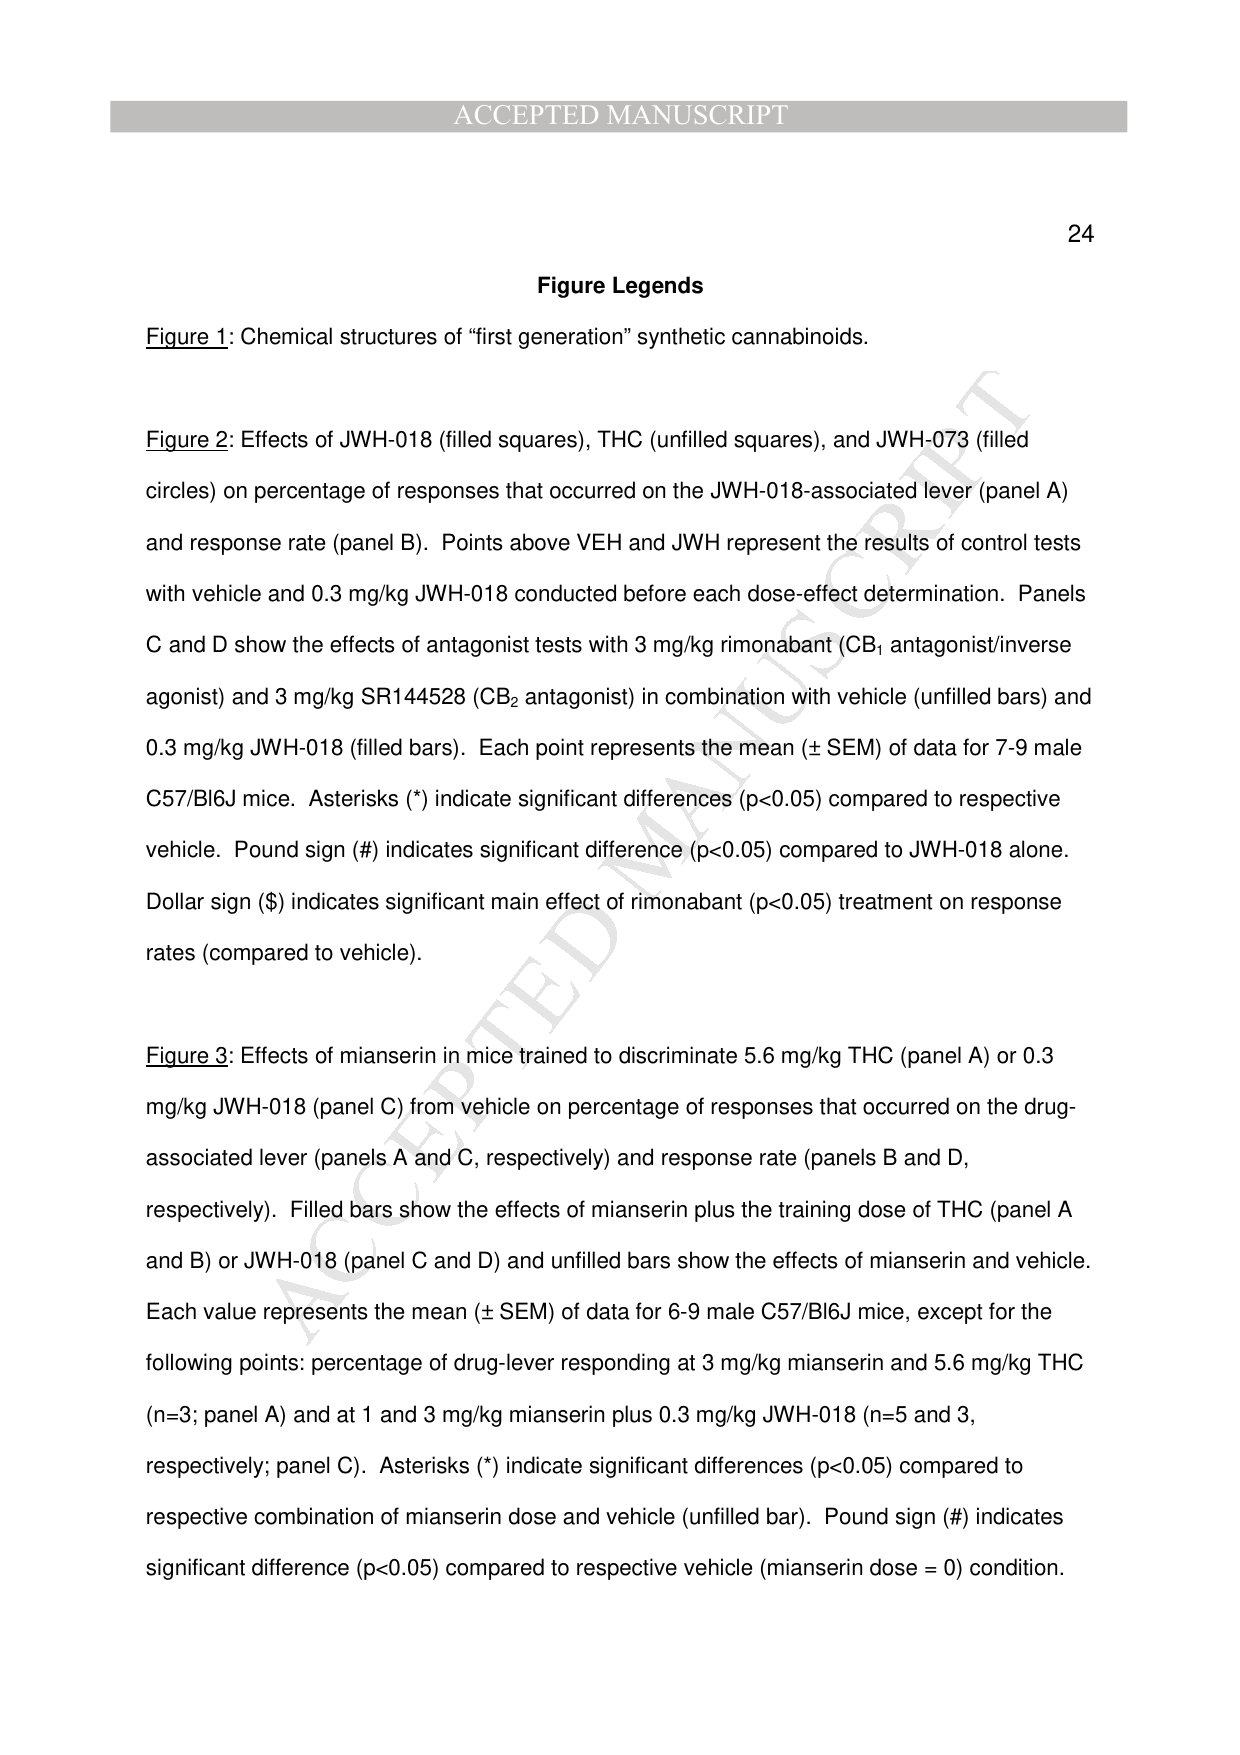 ACCEPTED MANUSCRIPT
24
Figure Legends
Figure 1: Chemical structures of “first generation” synthetic cannabinoids.
Figure 2: Effects of JWH-018 (filled squares), THC (unfilled squares), and JWH-073 (filled
circles) on percentage of responses that occurred on the JWH-018-associated lever (panel A)
and response rate (panel B).  Points above VEH and JWH represent the results of control tests
with vehicle and 0.3 mg/kg JWH-018 conducted before each dose-effect determination.  Panels
C and D show the effects of antagonist tests with 3 mg/kg rimonabant (CB₁ antagonist/inverse
agonist) and 3 mg/kg SR144528 (CB₂ antagonist) in combination with vehicle (unfilled bars) and
0.3 mg/kg JWH-018 (filled bars).  Each point represents the mean (± SEM) of data for 7-9 male
C57/Bl6J mice.  Asterisks (*) indicate significant differences (p<0.05) compared to respective
vehicle.  Pound sign (#) indicates significant difference (p<0.05) compared to JWH-018 alone.
Dollar sign ($) indicates significant main effect of rimonabant (p<0.05) treatment on response
rates (compared to vehicle).
Figure 3: Effects of mianserin in mice trained to discriminate 5.6 mg/kg THC (panel A) or 0.3
mg/kg JWH-018 (panel C) from vehicle on percentage of responses that occurred on the drug-
associated lever (panels A and C, respectively) and response rate (panels B and D,
respectively).  Filled bars show the effects of mianserin plus the training dose of THC (panel A
and B) or JWH-018 (panel C and D) and unfilled bars show the effects of mianserin and vehicle.
Each value represents the mean (± SEM) of data for 6-9 male C57/Bl6J mice, except for the
following points: percentage of drug-lever responding at 3 mg/kg mianserin and 5.6 mg/kg THC
(n=3; panel A) and at 1 and 3 mg/kg mianserin plus 0.3 mg/kg JWH-018 (n=5 and 3,
respectively; panel C).  Asterisks (*) indicate significant differences (p<0.05) compared to
respective combination of mianserin dose and vehicle (unfilled bar).  Pound sign (#) indicates
significant difference (p<0.05) compared to respective vehicle (mianserin dose = 0) condition.
ACCEPTED MANUSCRIPT